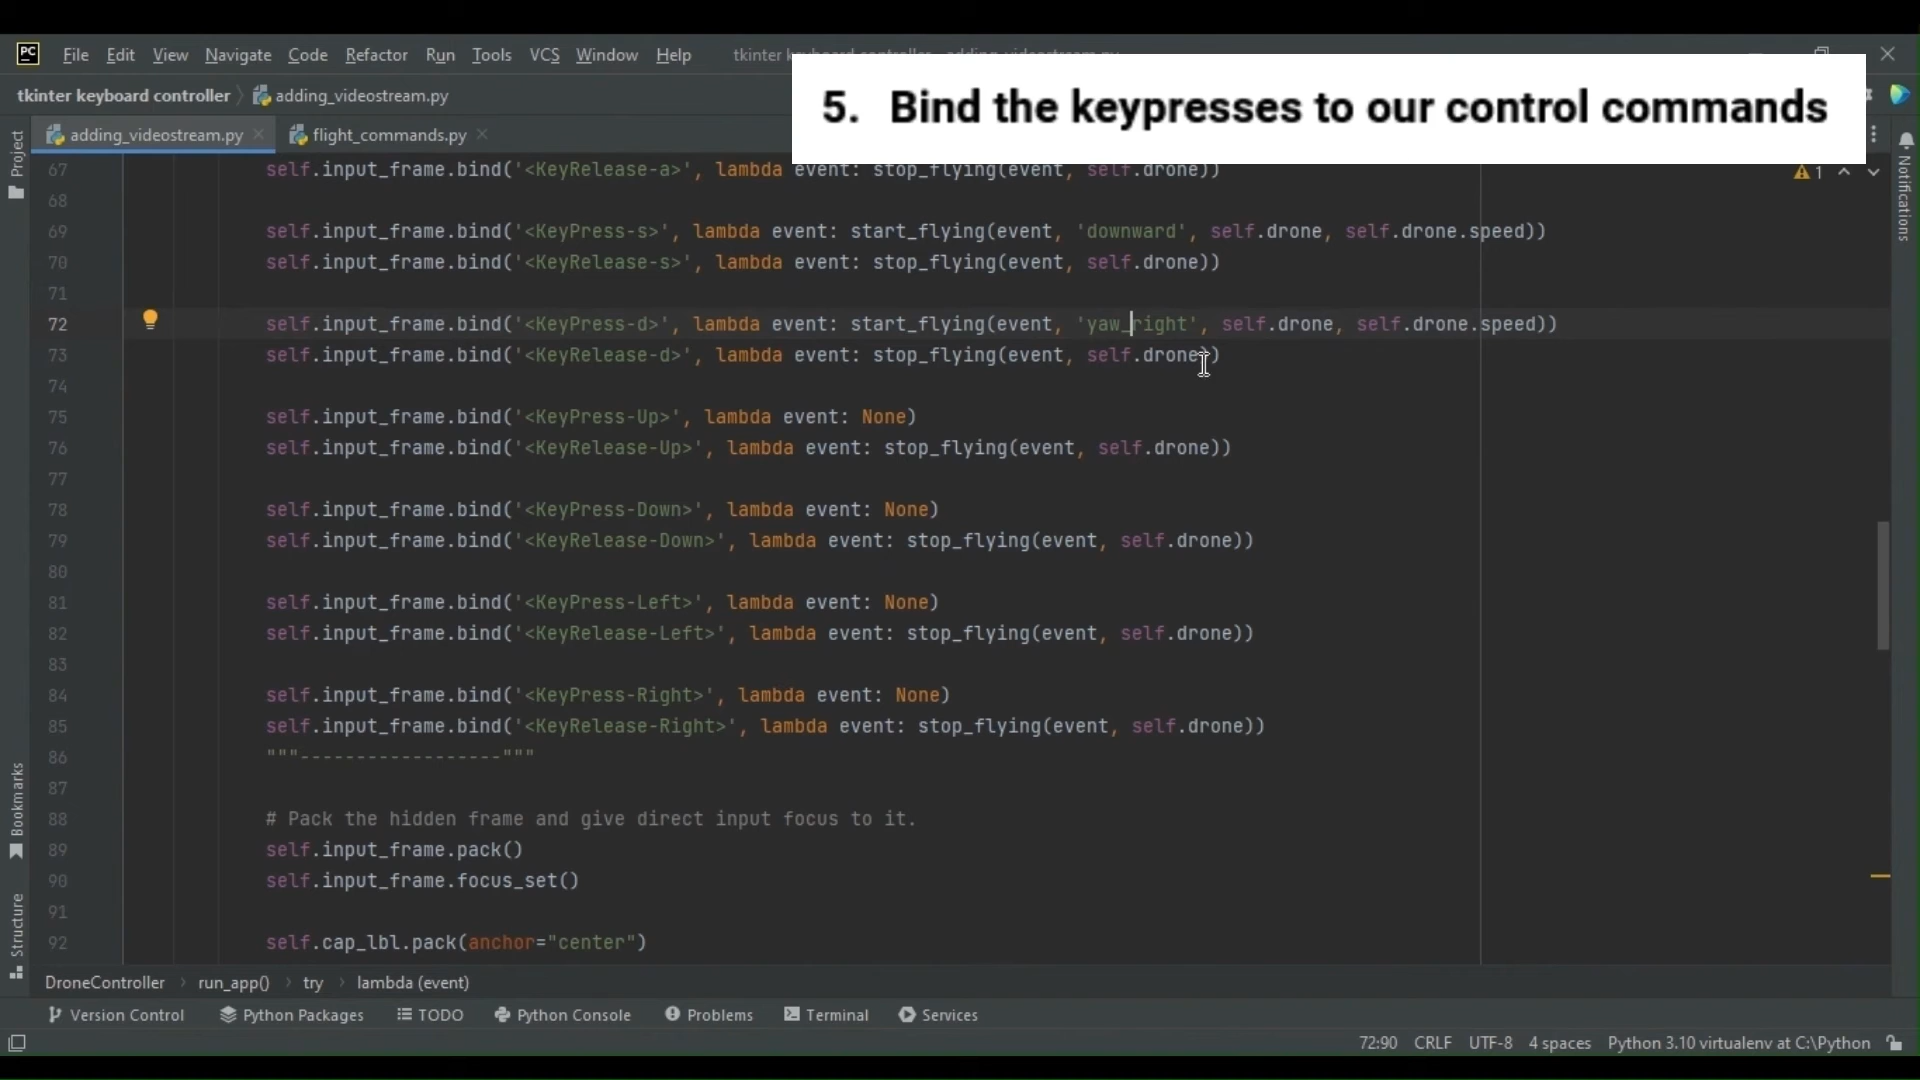 PC File Edit View Navigate Code Refactor Run Tools VCS Window Help
5. Bind the keypresses to our control commands
tkinter keyboard controller adding_videostream.py
adding_videostream.py flight_commands.py
Project
Notifications
1
67 self.input_frame.bind('<KeyRelease-a>', lambda event: stop_flying(event, self.drone))
68
69 self.input_frame.bind('<KeyPress-s>', lambda event: start_flying(event, 'downward', self.drone, self.drone.speed))
70 self.input_frame.bind('<KeyRelease-s>', lambda event: stop_flying(event, self.drone))
71
72 self.input_frame.bind('<KeyPress-d>', lambda event: start_flying(event, 'yaw_right', self.drone, self.drone.speed))
73 self.input_frame.bind('<KeyRelease-d>', lambda event: stop_flying(event, self.drone))
74
75 self.input_frame.bind('<KeyPress-Up>', lambda event: None)
76 self.input_frame.bind('<KeyRelease-Up>', lambda event: stop_flying(event, self.drone))
77
78 self.input_frame.bind('<KeyPress-Down>', lambda event: None)
79 self.input_frame.bind('<KeyRelease-Down>', lambda event: stop_flying(event, self.drone))
80
81 self.input_frame.bind('<KeyPress-Left>', lambda event: None)
82 self.input_frame.bind('<KeyRelease-Left>', lambda event: stop_flying(event, self.drone))
83
84 self.input_frame.bind('<KeyPress-Right>', lambda event: None)
85 self.input_frame.bind('<KeyRelease-Right>', lambda event: stop_flying(event, self.drone))
86 """------------------"""
87
88 # Pack the hidden frame and give direct input focus to it.
89 self.input_frame.pack()
90 self.input_frame.focus_set()
91
92 self.cap_lbl.pack(anchor="center")
Bookmarks
Structure
DroneController run_app() try lambda (event)
Version Control Python Packages TODO Python Console Problems Terminal Services
72:90 CRLF UTF-8 4 spaces Python 3.10 virtualenv at C:\Python